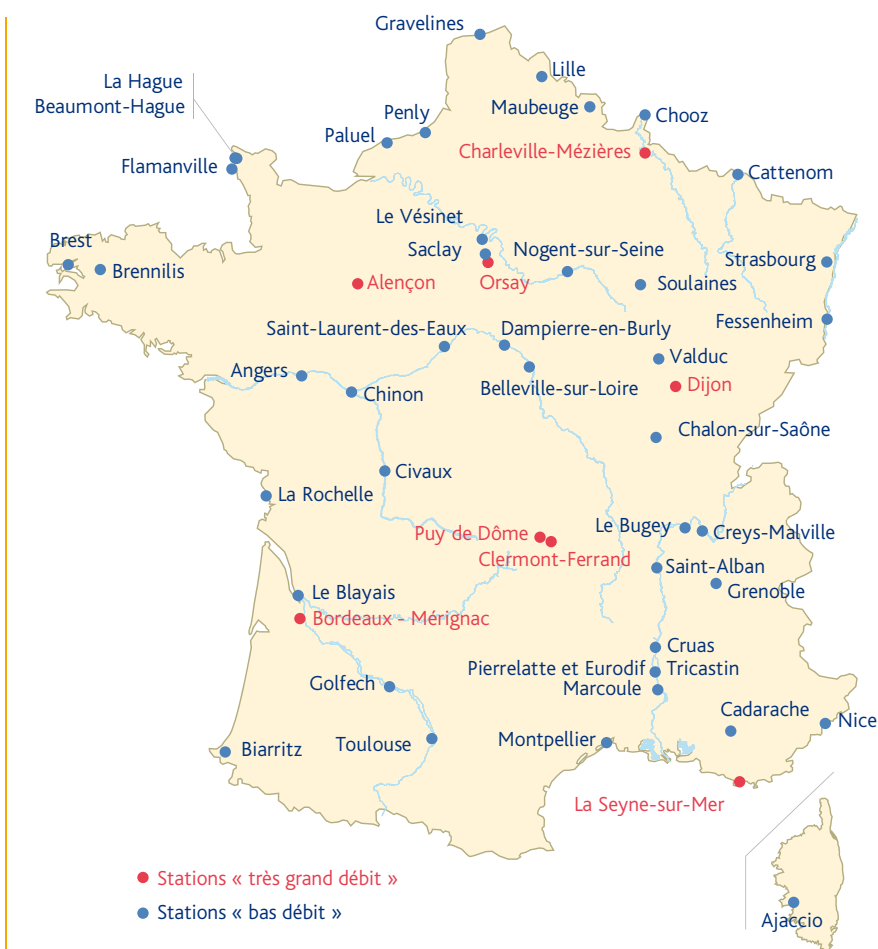 Gravelines
Lille
La Hague
Beaumont-Hague
Maubeuge
Penly
Chooz
Paluel
Charleville-Mézières
Flamanville
Cattenom
Le Vésinet
Brest
Saclay
Nogent-sur-Seine
Strasbourg
Brennilis
Alençon
Orsay
Soulaines
Fessenheim
Saint-Laurent-des-Eaux
Dampierre-en-Burly
Valduc
Angers
Belleville-sur-Loire
Dijon
Chinon
Chalon-sur-Saône
Civaux
La Rochelle
Le Bugey
Creys-Malville
Puy de Dôme
Clermont-Ferrand
Saint-Alban
Grenoble
Le Blayais
Bordeaux - Mérignac
Cruas
Pierrelatte et Eurodif
Tricastin
Golfech
Marcoule
Cadarache
Nice
Biarritz
Toulouse
Montpellier
La Seyne-sur-Mer
Stations « très grand débit »
Stations « bas débit »
Ajaccio